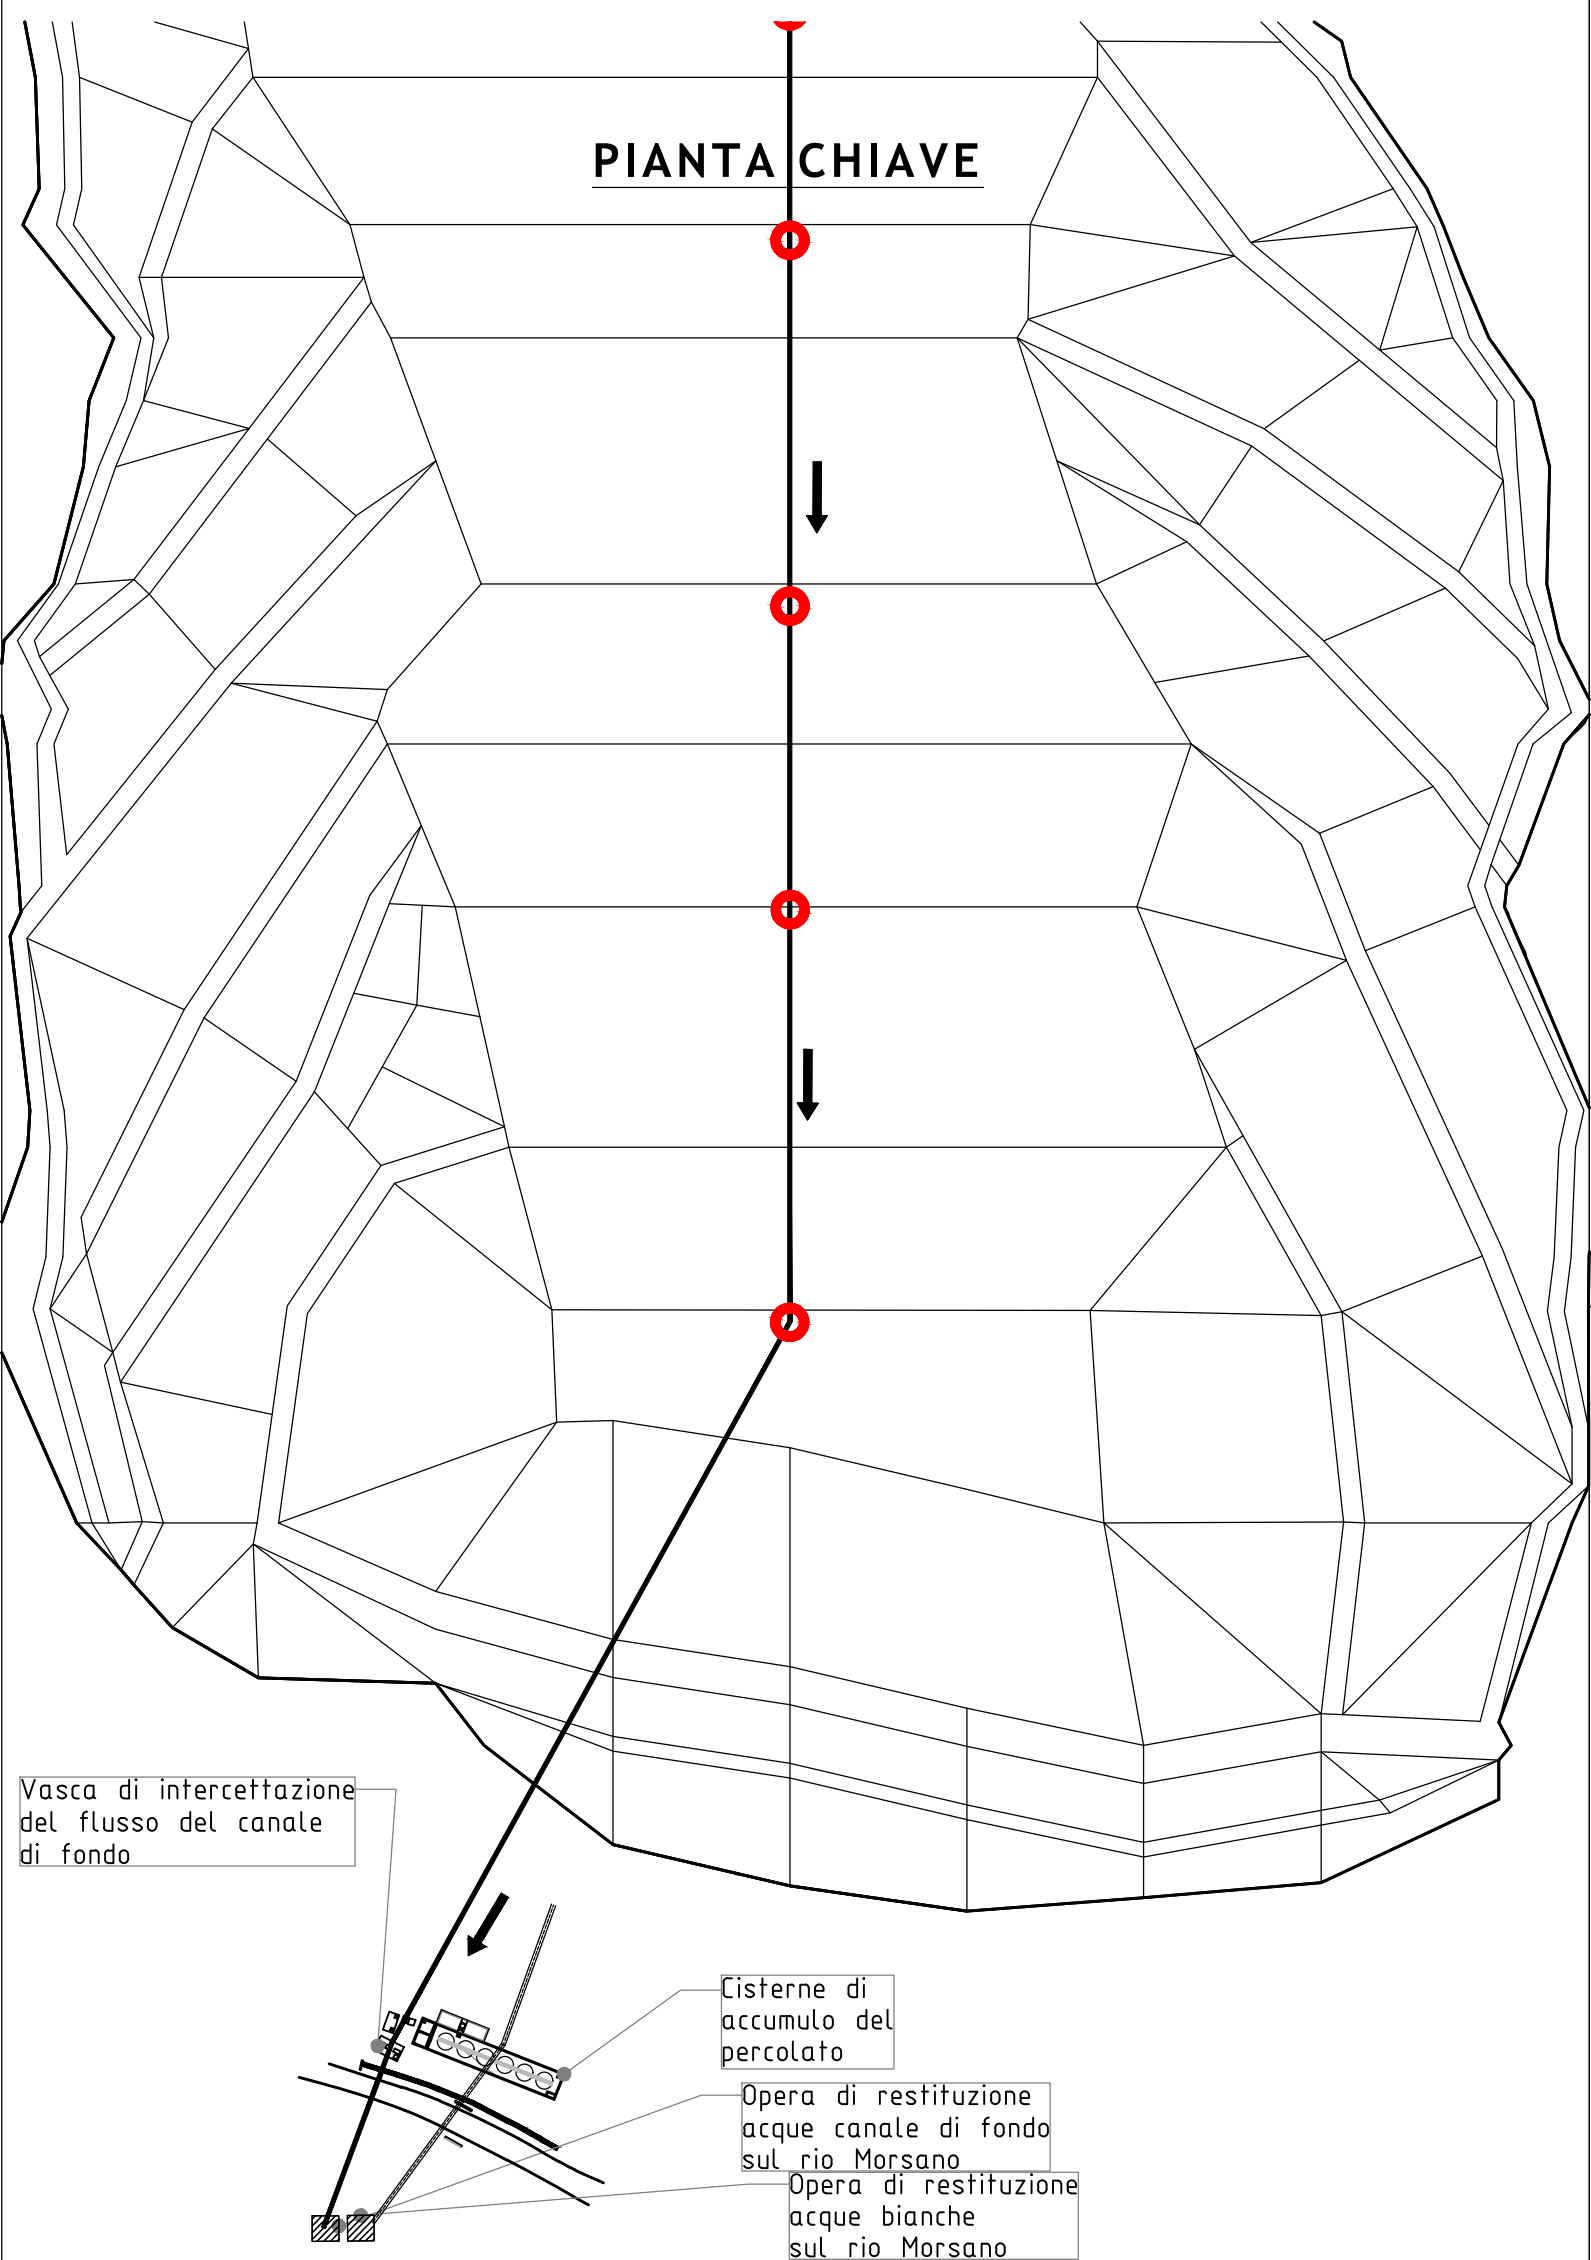 PIANTA CHIAVE
Vasca di intercettazione
del flusso del canale
di fondo
Cisterne di
accumulo del
percolato
Opera di restituzione
acque canale di fondo
sul rio Morsano
Opera di restituzione
acque bianche
sul rio Morsano